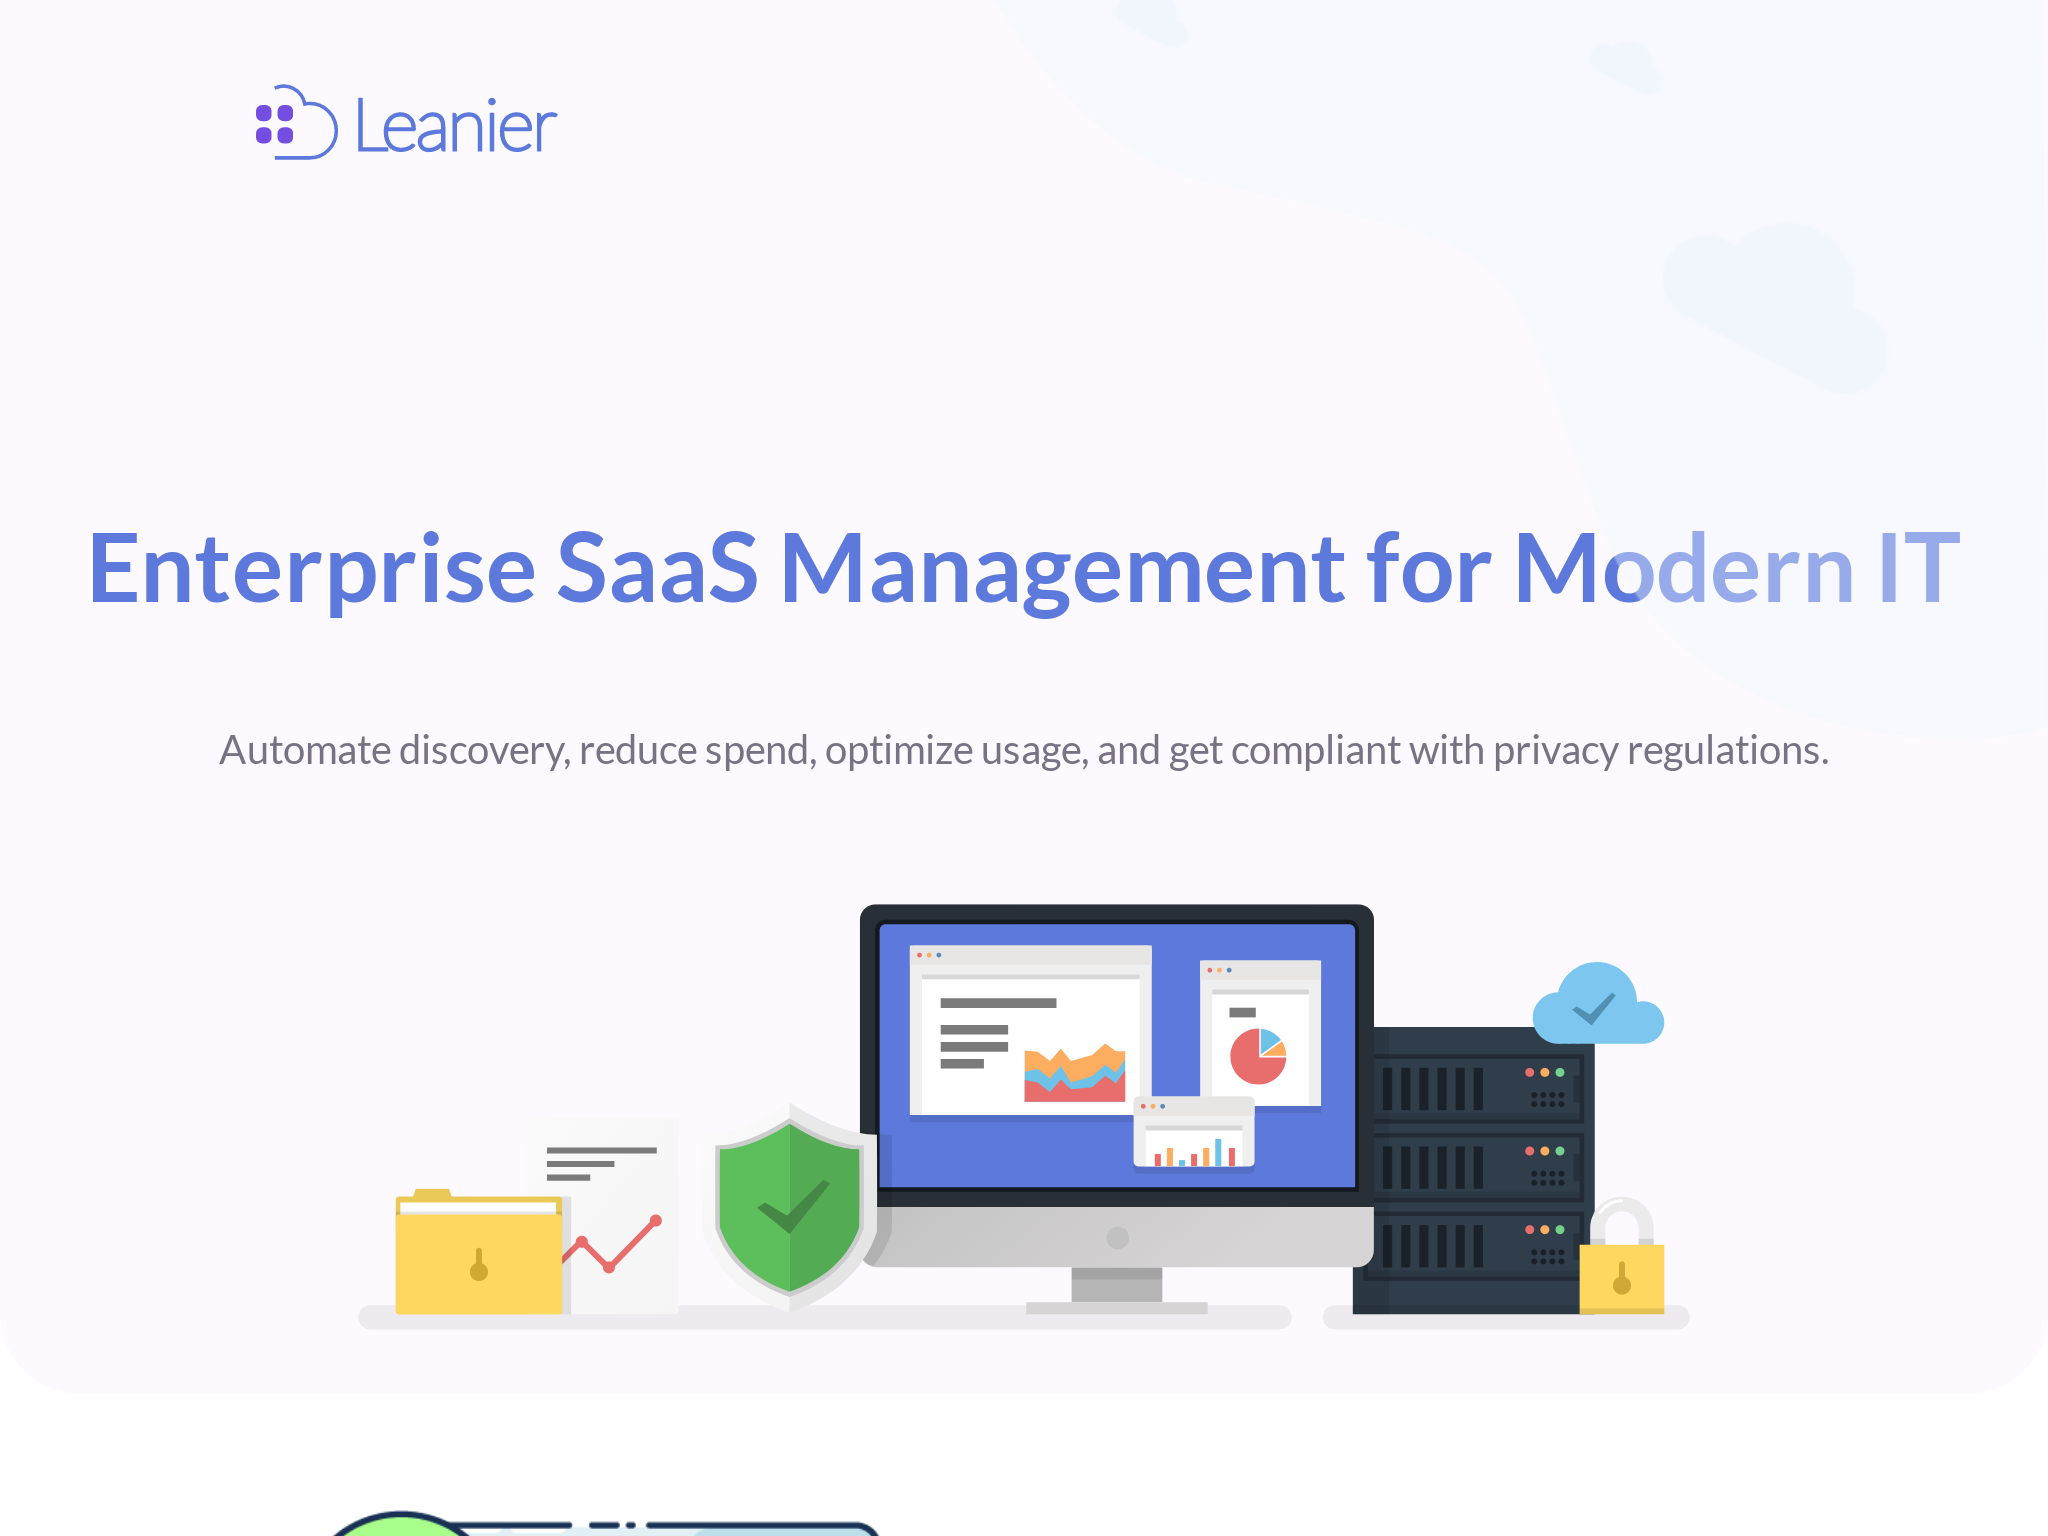 Leanier
Enterprise SaaS Management for Modern IT
Automate discovery, reduce spend, optimize usage, and get compliant with privacy regulations.